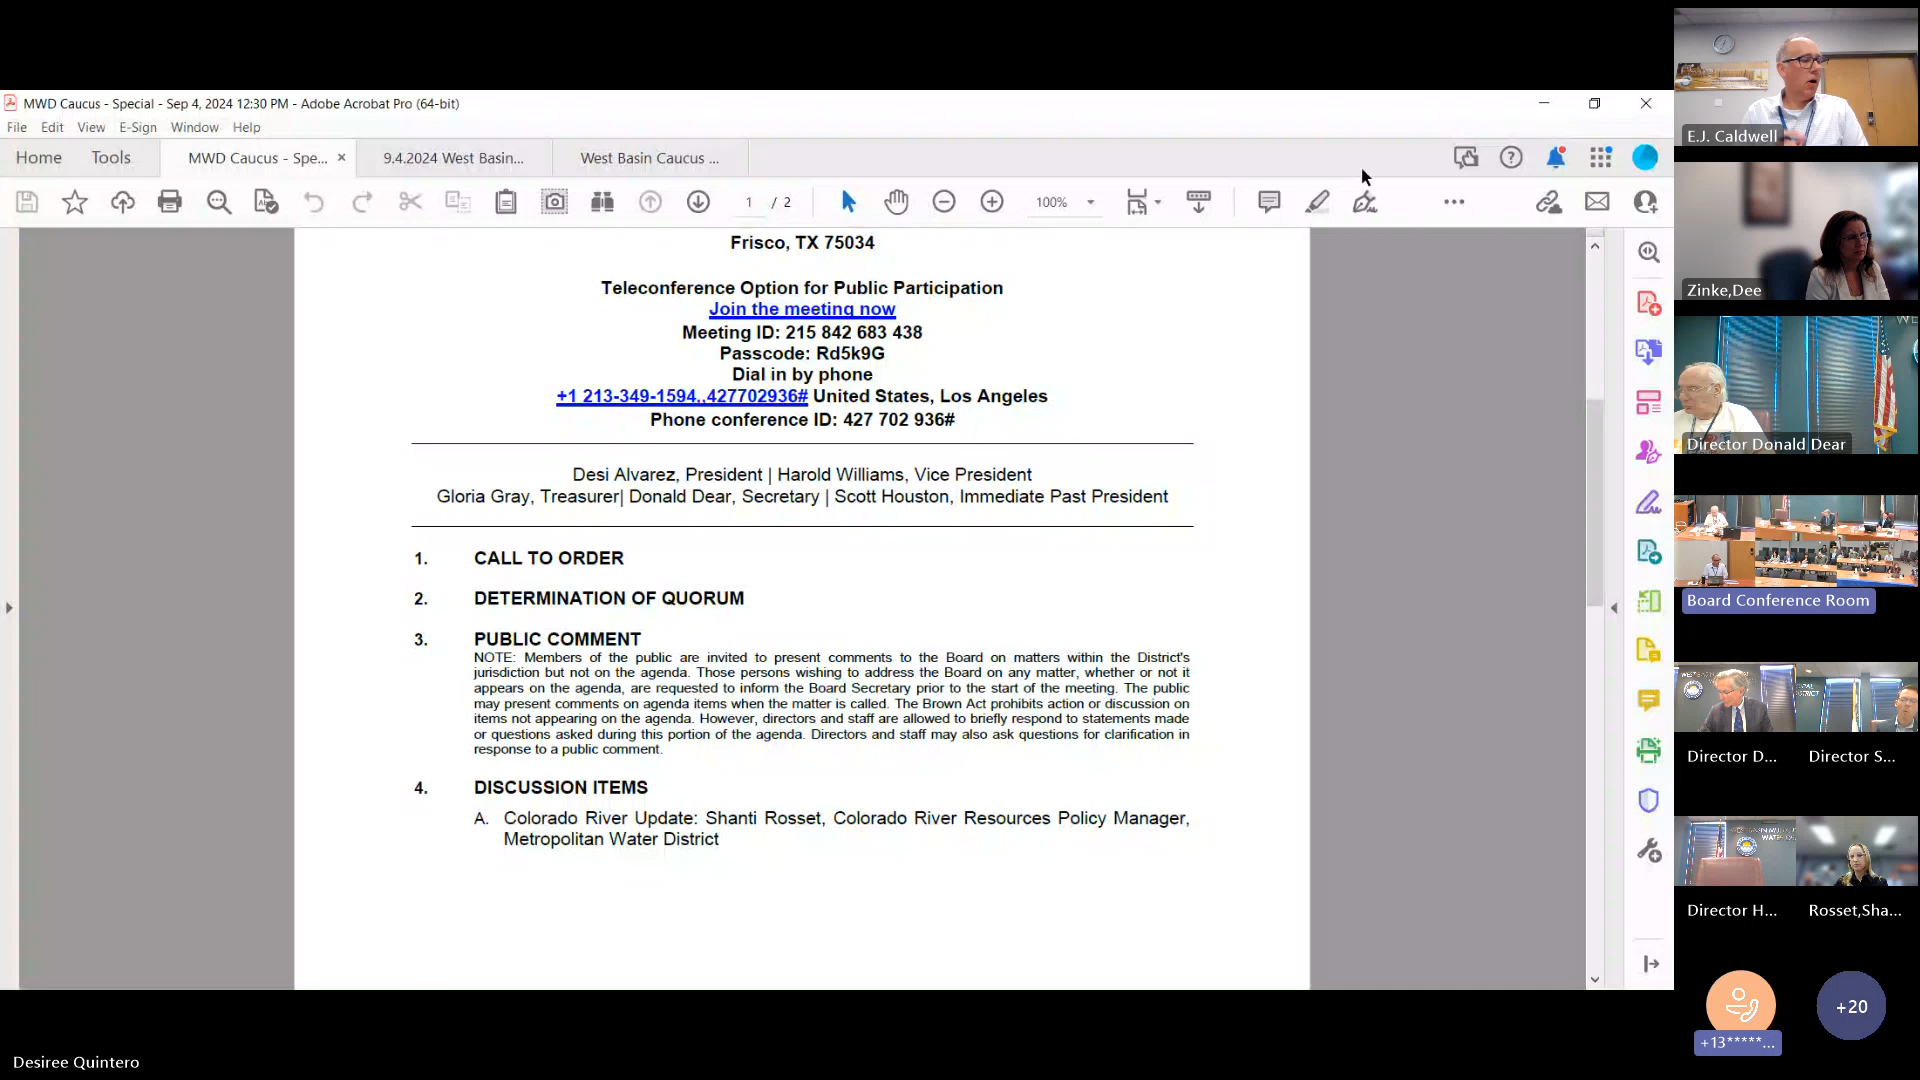 MWD Caucus - Special - Sep 4, 2024 12:30 PM - Adobe Acrobat Pro (64-bit)
File Edit View E-Sign Window Help
Home Tools MWD Caucus - Spe... × 9.4.2024 West Basin... West Basin Caucus ...
1 / 2 100%
Frisco, TX 75034
Teleconference Option for Public Participation
Join the meeting now
Meeting ID: 215 842 683 438
Passcode: Rd5k9G
Dial in by phone
+1 213-349-1594,,427702936# United States, Los Angeles
Phone conference ID: 427 702 936#
Desi Alvarez, President | Harold Williams, Vice President
Gloria Gray, Treasurer| Donald Dear, Secretary | Scott Houston, Immediate Past President
1. CALL TO ORDER
2. DETERMINATION OF QUORUM
3. PUBLIC COMMENT
NOTE: Members of the public are invited to present comments to the Board on matters within the District's
jurisdiction but not on the agenda. Those persons wishing to address the Board on any matter, whether or not it
appears on the agenda, are requested to inform the Board Secretary prior to the start of the meeting. The public
may present comments on agenda items when the matter is called. The Brown Act prohibits action or discussion on
items not appearing on the agenda. However, directors and staff are allowed to briefly respond to statements made
or questions asked during this portion of the agenda. Directors and staff may also ask questions for clarification in
response to a public comment.
4. DISCUSSION ITEMS
A. Colorado River Update: Shanti Rosset, Colorado River Resources Policy Manager,
Metropolitan Water District
E.J. Caldwell
Zinke,Dee
Director Donald Dear
Board Conference Room
Director D... Director S...
Director H... Rosset,Sha...
+13*****... +20
Desiree Quintero